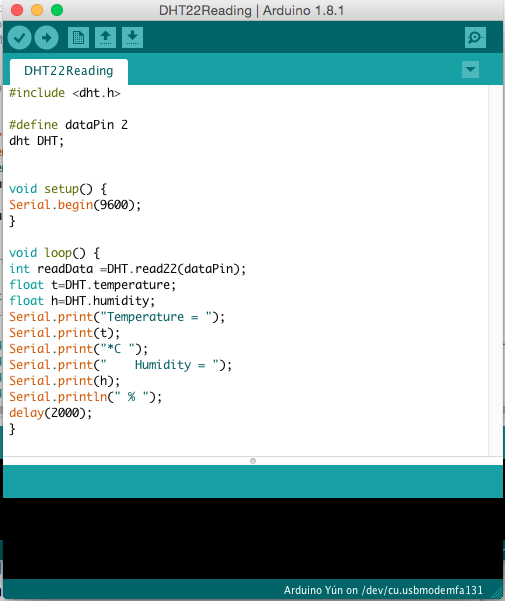 DHT22Reading | Arduino 1.8.1
DHT22Reading
#include <dht.h>
#define dataPin 2
dht DHT;
void setup() {
Serial.begin(9600);
}
void loop() {
int readData =DHT.read22(dataPin);
float t=DHT.temperature;
float h=DHT.humidity;
Serial.print("Temperature = ");
Serial.print(t);
Serial.print("*C ");
Serial.print("    Humidity = ");
Serial.print(h);
Serial.println(" % ");
delay(2000);
}
Arduino Yún on /dev/cu.usbmodemfa131